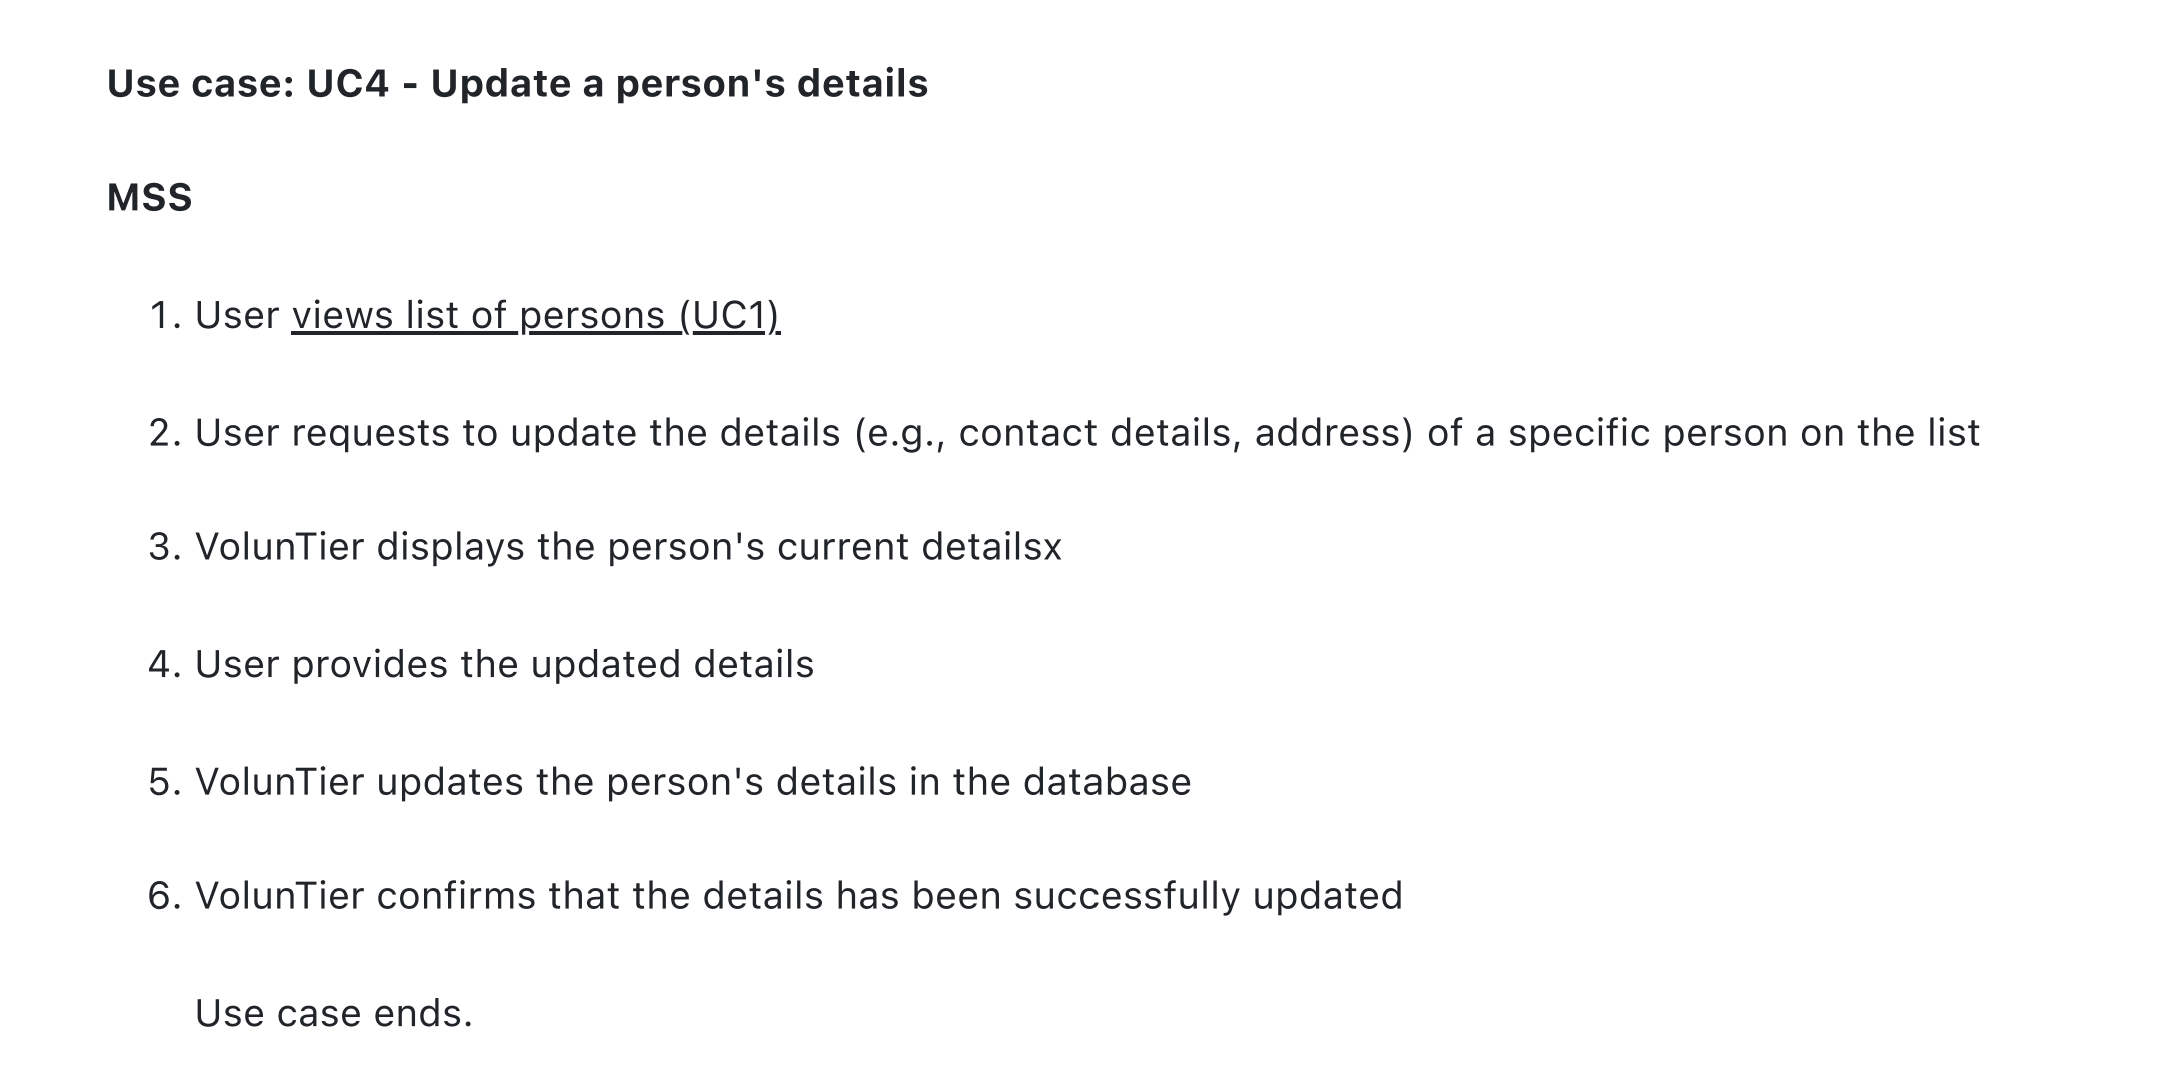 Use case: UC4 - Update a person's details
MSS
1. User views list of persons (UC1)
2. User requests to update the details (e.g., contact details, address) of a specific person on the list
3. VolunTier displays the person's current detailsx
4. User provides the updated details
5. VolunTier updates the person's details in the database
6. VolunTier confirms that the details has been successfully updated
Use case ends.